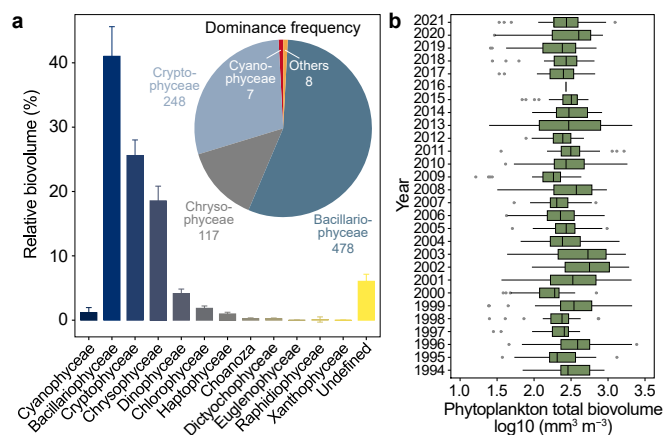 a
Dominance frequency
Relative biovolume (%)
40
30
20
10
0
Crypto-
phyceae
248
Cyano-
phyceae
7
Others
8
Chryso-
phyceae
117
Bacillario-
phyceae
478
Cyanophyceae
Bacillariophyceae
Cryptophyceae
Chrysophyceae
Dinophyceae
Chlorophyceae
Haptophyceae
Choanoza
Dictyochophyceae
Euglenophyceae
Raphidiophyceae
Xanthophyceae
Undefined
b
Year
2021
2020
2019
2018
2017
2016
2015
2014
2013
2012
2011
2010
2009
2008
2007
2006
2005
2004
2003
2002
2001
2000
1999
1998
1997
1996
1995
1994
1.0 1.5 2.0 2.5 3.0 3.5
Phytoplankton total biovolume
log10 (mm³ m⁻³)